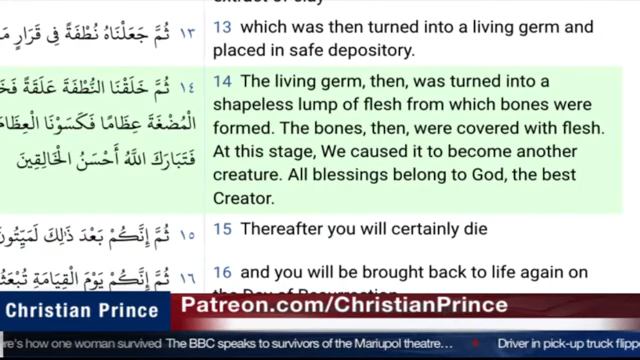 ١٣ ثُمَّ جَعَلْنَاهُ نُطْفَةً فِي قَرَارٍ
13 which was then turned into a living germ and
placed in safe depository.
١٤ ثُمَّ خَلَقْنَا النُّطْفَةَ عَلَقَةً
الْمُضْغَةَ عِظَامًا فَكَسَوْنَا الْعِظَامَ
فَتَبَارَكَ اللَّهُ أَحْسَنُ الْخَالِقِينَ
14 The living germ, then, was turned into a
shapeless lump of flesh from which bones were
formed. The bones, then, were covered with flesh.
At this stage, We caused it to become another
creature. All blessings belong to God, the best
Creator.
١٥ ثُمَّ إِنَّكُمْ بَعْدَ ذَلِكَ لَمَيِّتُونَ
15 Thereafter you will certainly die
١٦ ثُمَّ إِنَّكُمْ يَوْمَ الْقِيَامَةِ
16 and you will be brought back to life again on
Christian Prince
Patreon.com/ChristianPrince
how one woman survived The BBC speaks to survivors of the Mariupol theatre... Driver in pick-up truck